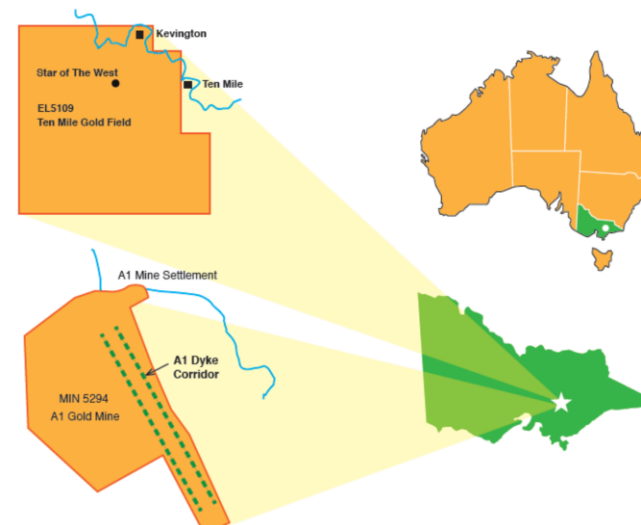 Kevington
Star of The West
Ten Mile
EL5109
Ten Mile Gold Field
A1 Mine Settlement
A1 Dyke
Corridor
MIN 5294
A1 Gold Mine